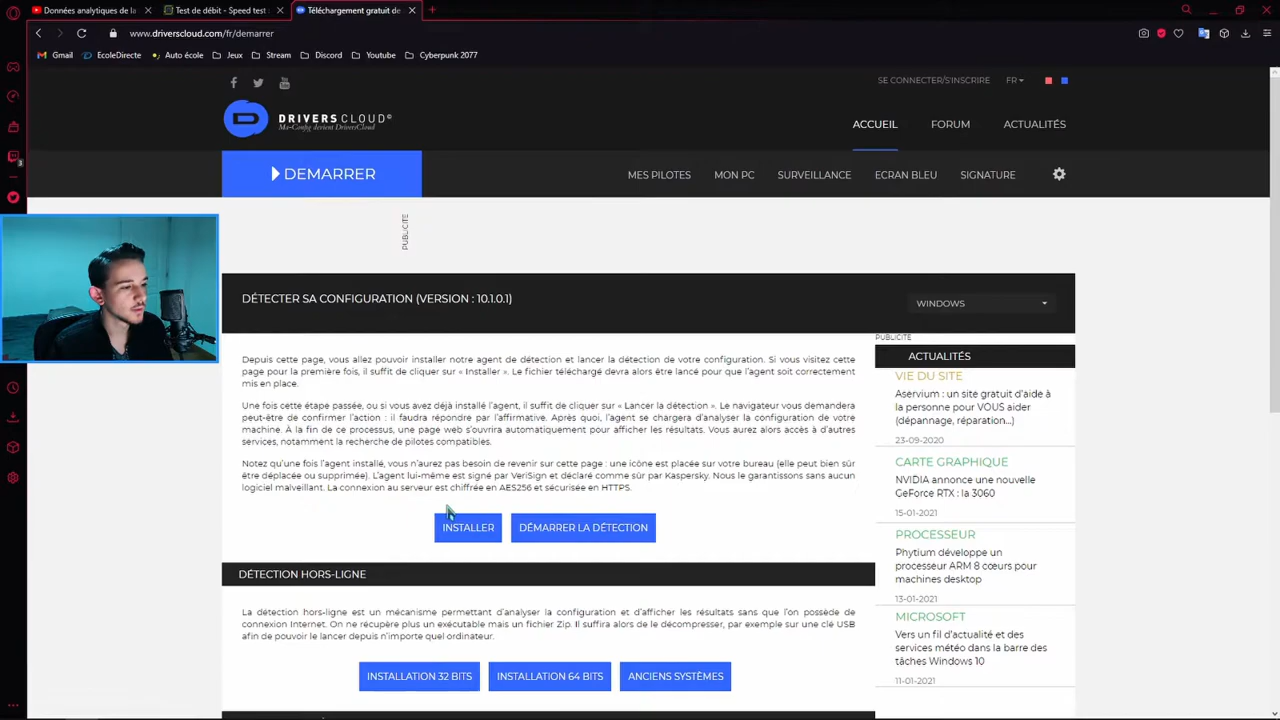 Données analytiques de la
Test de débit - Speed test
Téléchargement gratuit de
www.driverscloud.com/fr/demarrer
Gmail
EcoleDirecte
Auto école
Jeux
Stream
Discord
Youtube
Cyberpunk 2077
SE CONNECTER/S'INSCRIRE
FR
DRIVERSCLOUD©
Ma-Config devient DriversCloud
ACCUEIL
FORUM
ACTUALITÉS
DEMARRER
MES PILOTES
MON PC
SURVEILLANCE
ECRAN BLEU
SIGNATURE
PUBLICITE
DÉTECTER SA CONFIGURATION (VERSION : 10.1.0.1)
WINDOWS
Depuis cette page, vous allez pouvoir installer notre agent de détection et lancer la détection de votre configuration. Si vous visitez cette
page pour la première fois, il suffit de cliquer sur « Installer ». Le fichier téléchargé devra alors être lancé pour que l'agent soit correctement
mis en place.
Une fois cette étape passée, ou si vous avez déjà installé l'agent, il suffit de cliquer sur « Lancer la détection ». Le navigateur vous demandera
peut-être de confirmer l'action : il faudra répondre par l'affirmative. Après quoi, l'agent se chargera d'analyser la configuration de votre
machine. À la fin de ce processus, une page web s'ouvrira automatiquement pour afficher les résultats. Vous aurez alors accès à d'autres
services, notamment la recherche de pilotes compatibles.
Notez qu'une fois l'agent installé, vous n'aurez pas besoin de revenir sur cette page : une icône est placée sur votre bureau (elle peut bien sûr
être déplacée ou supprimée). L'agent lui-même est signé par VeriSign et déclaré comme sûr par Kaspersky. Nous le garantissons sans aucun
logiciel malveillant. La connexion au serveur est chiffrée en AES256 et sécurisée en HTTPS.
INSTALLER
DÉMARRER LA DÉTECTION
DÉTECTION HORS-LIGNE
La détection hors-ligne est un mécanisme permettant d'analyser la configuration et d'afficher les résultats sans que l'on possède de
connexion Internet. On ne récupère plus un exécutable mais un fichier Zip. Il suffira alors de le décompresser, par exemple sur une clé USB
afin de pouvoir le lancer depuis n'importe quel ordinateur.
INSTALLATION 32 BITS
INSTALLATION 64 BITS
ANCIENS SYSTÈMES
PUBLICITE
ACTUALITÉS
VIE DU SITE
Aservium : un site gratuit d'aide à
la personne pour VOUS aider
(dépannage, réparation...)
23-09-2020
CARTE GRAPHIQUE
NVIDIA annonce une nouvelle
GeForce RTX : la 3060
15-01-2021
PROCESSEUR
Phytium développe un
processeur ARM 8 cœurs pour
machines desktop
13-01-2021
MICROSOFT
Vers un fil d'actualité et des
services météo dans la barre des
tâches Windows 10
11-01-2021